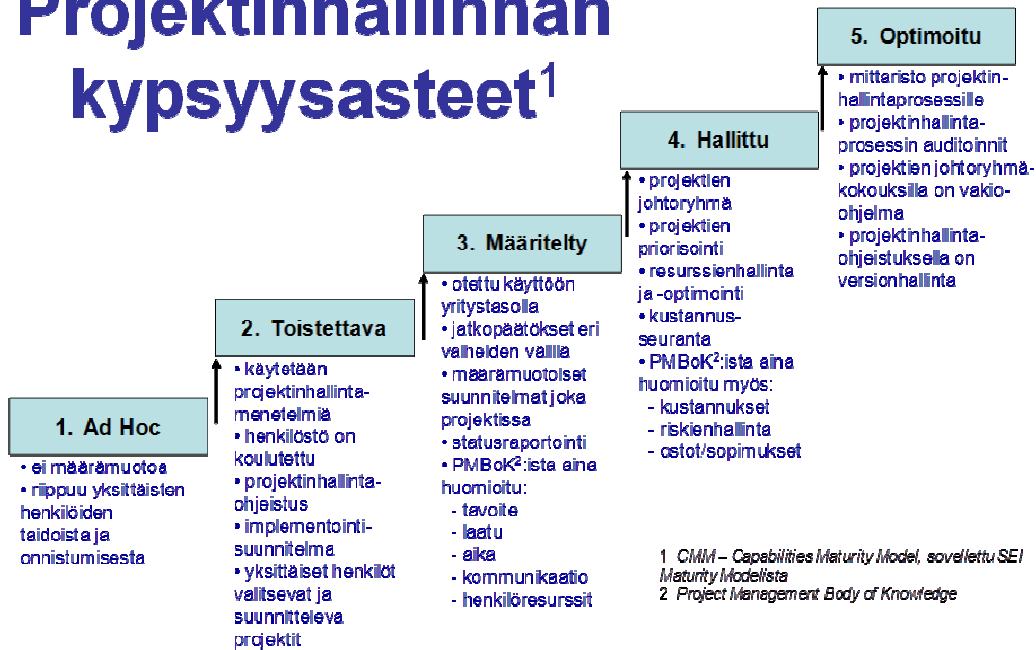 Projektinhallinnan
kypsyysasteet¹
1. Ad Hoc
• ei määrämuotoa
• riippuu yksittäisten
henkilöiden
taidoista ja
onnistumisesta
2. Toistettava
• käytetään
projektinhallinta-
menetelmiä
• henkilöstö on
koulutettu
• projektinhallinta-
ohjeistus
• implementointi-
suunnitelma
• yksittäiset henkilöt
valitsevat ja
suunnitteleva
projektit
3. Määritelty
• otettu käyttöön
yritystasolla
• jatkopäätökset eri
vaiheiden välillä
• määrämuotoiset
suunnitelmat joka
projektissa
• statusraportointi
• PMBoK²:ista aina
huomioitu:
- tavoite
- laatu
- aika
- kommunikaatio
- henkilöresurssit
4. Hallittu
• projektien
johtoryhmä
• projektien
priorisointi
• resurssienhallinta
ja -optimointi
• kustannus-
seuranta
• PMBoK²:ista aina
huomioitu myös:
- kustannukset
- riskienhallinta
- ostot/sopimukset
5. Optimoitu
• mittaristo projektin-
hallintaprosessille
• projektinhallinta-
prosessin auditoinnit
• projektien johtoryhmä-
kokouksilla on vakio-
ohjelma
• projektinhallinta-
ohjeistuksella on
versionhallinta
1 CMM – Capabilities Maturity Model, sovellettu SEI
Maturity Modelista
2 Project Management Body of Knowledge